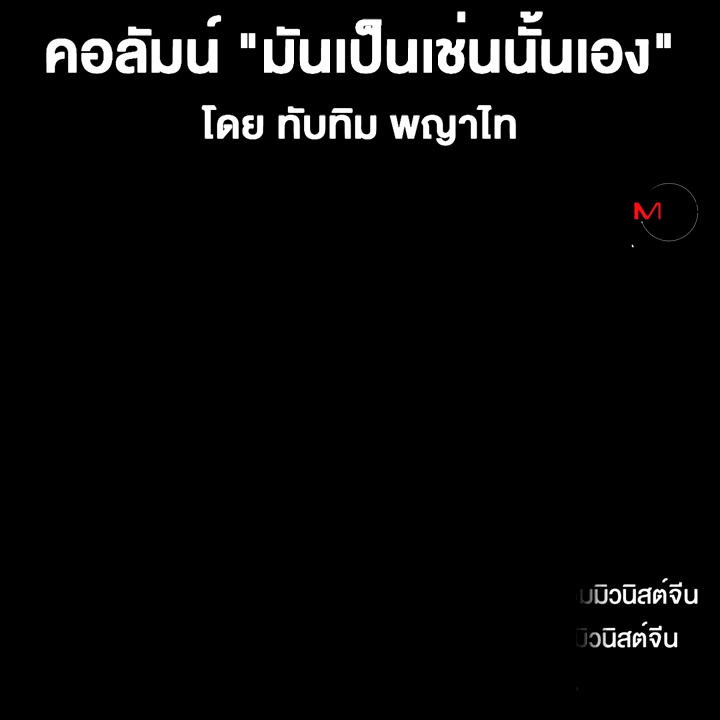 คอลัมน์ "มันเป็นเช่นนั้นเอง"
โดย ทับทิม พญาไท
M
มมิวนิสต์จีน
มิวนิสต์จีน